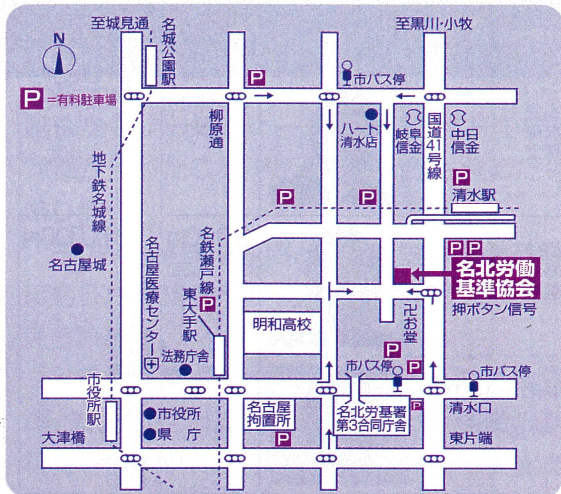 至城見通
名城公園駅
至黒川・小牧
N
P
市バス停
P=有料駐車場
柳原通
ハート
清水店
岐阜
信金
国道41号線
中日
信金
地下鉄名城線
P
P
P
清水駅
名古屋城
名古屋医療センター
名鉄瀬戸線
東大手駅
P
P P
名北労働
基準協会
押ボタン信号
明和高校
卍お堂
法務庁舎
P
市バス停
P
市バス停
市役所駅
市役所
県庁
名古屋
拘置所
P
名北労基署
第3合同庁舎
P
清水口
大津橋
東片端